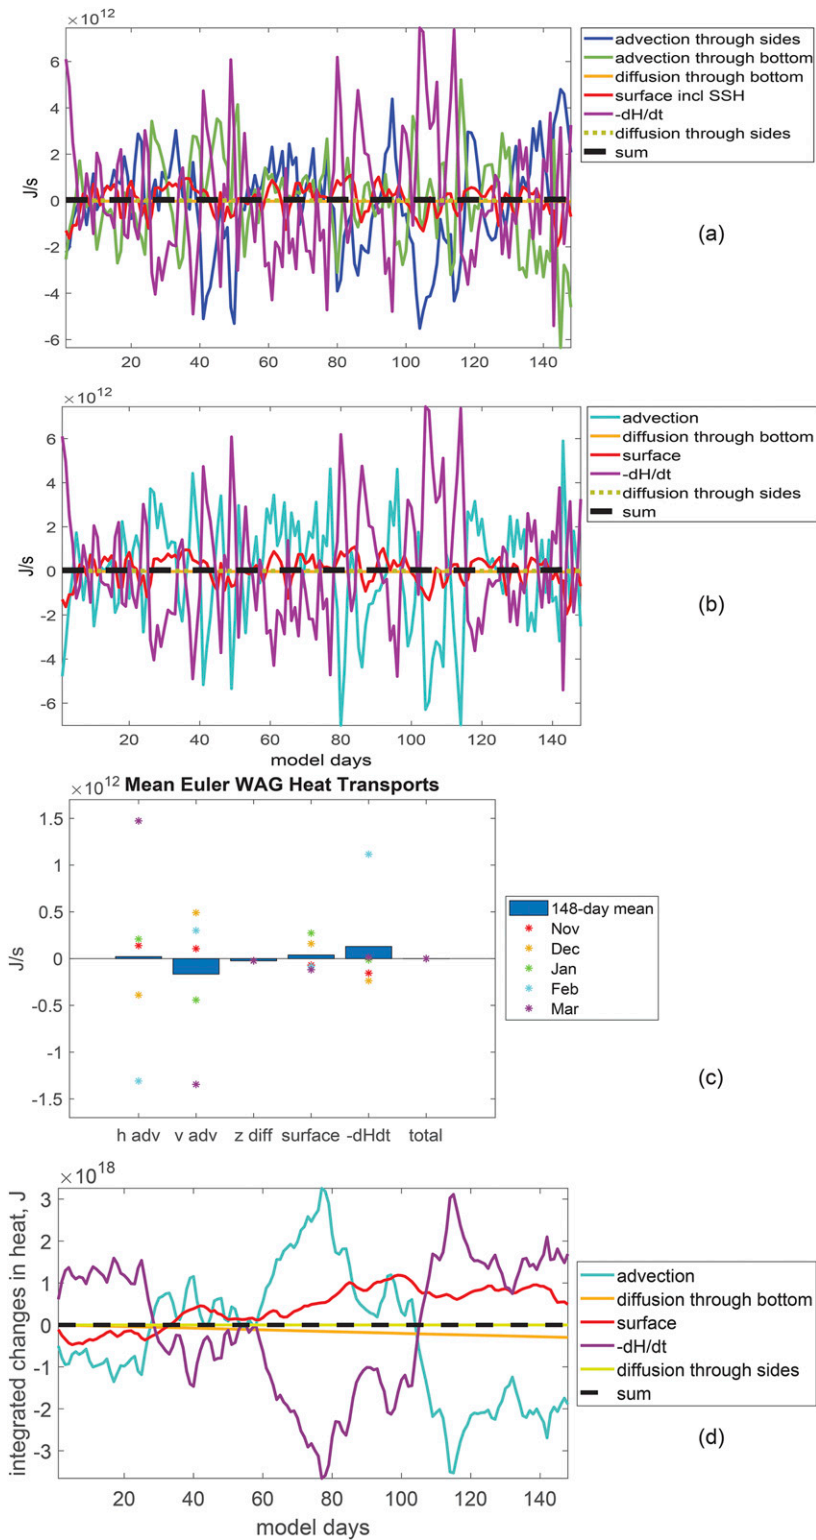 ×10^12
6
4
2
0
-2
-4
-6
J/s
20 40 60 80 100 120 140
advection through sides
advection through bottom
diffusion through bottom
surface incl SSH
-dH/dt
diffusion through sides
sum
(a)
×10^12
6
4
2
0
-2
-4
-6
J/s
20 40 60 80 100 120 140
model days
advection
diffusion through bottom
surface
-dH/dt
diffusion through sides
sum
(b)
×10^12 Mean Euler WAG Heat Transports
1.5
1
0.5
0
-0.5
-1
-1.5
J/s
h adv v adv z diff surface -dHdt total
148-day mean
Nov
Dec
Jan
Feb
Mar
(c)
×10^18
3
2
1
0
-1
-2
-3
integrated changes in heat, J
20 40 60 80 100 120 140
model days
advection
diffusion through bottom
surface
-dH/dt
diffusion through sides
sum
(d)